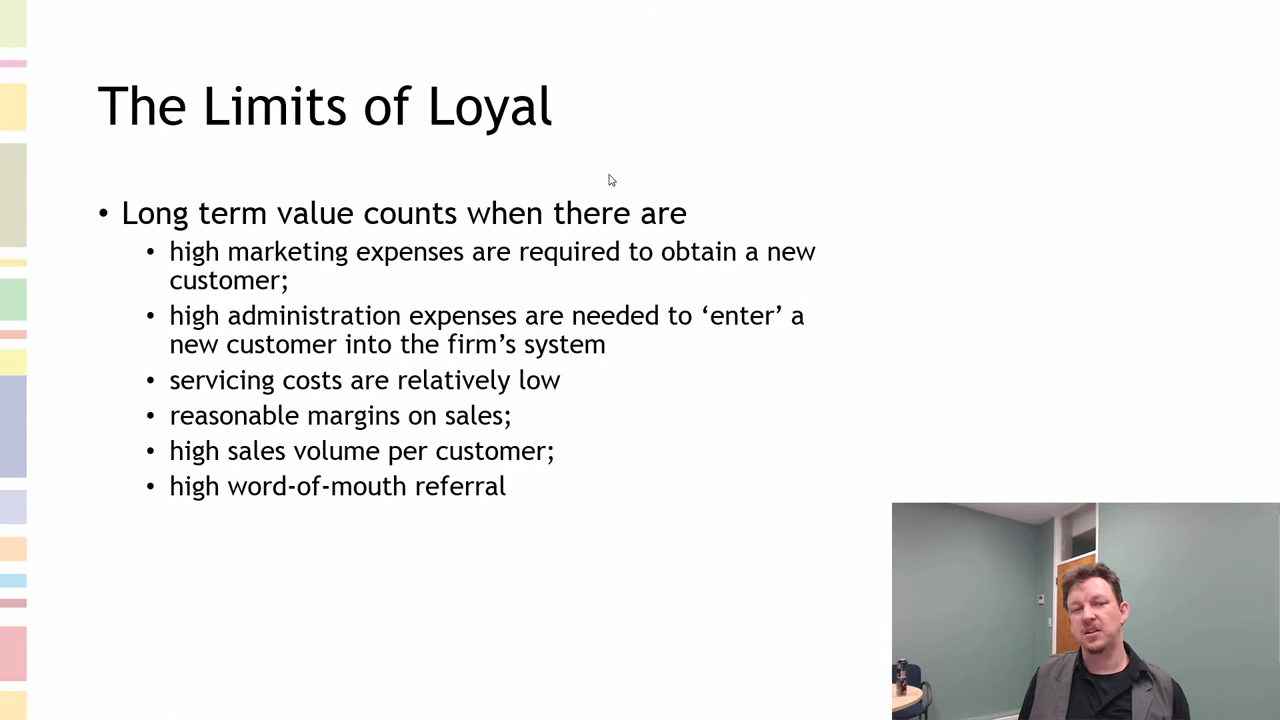 The Limits of Loyal
• Long term value counts when there are
• high marketing expenses are required to obtain a new
customer;
• high administration expenses are needed to ‘enter’ a
new customer into the firm’s system
• servicing costs are relatively low
• reasonable margins on sales;
• high sales volume per customer;
• high word-of-mouth referral